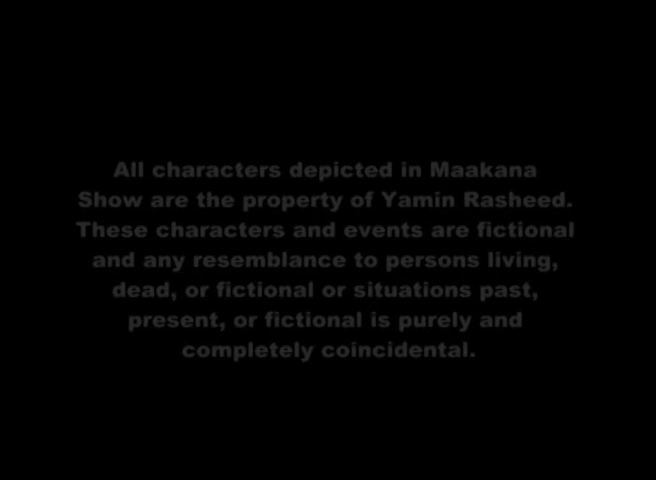 All characters depicted in Maakana
Show are the property of Yamin Rasheed.
These characters and events are fictional
and any resemblance to persons living,
dead, or fictional or situations past,
present, or fictional is purely and
completely coincidental.